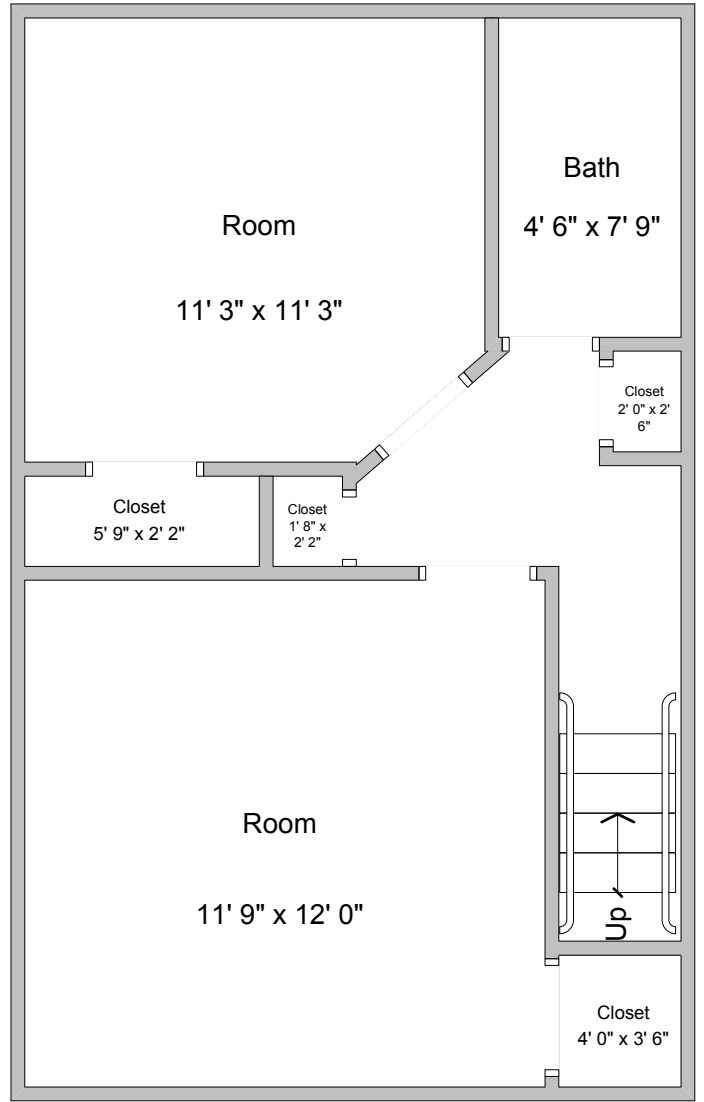 Bath
4' 6" x 7' 9"
Room
11' 3" x 11' 3"
Closet
2' 0" x 2'
6"
Closet
5' 9" x 2' 2"
Closet
1' 8" x
2' 2"
Room
11' 9" x 12' 0"
Up
Closet
4' 0" x 3' 6"